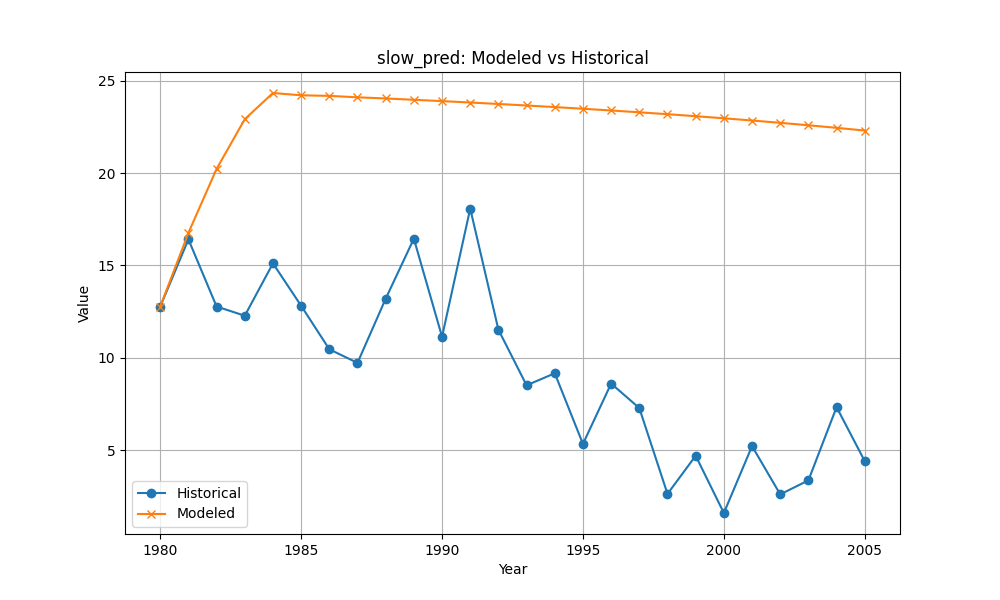 slow_pred: Modeled vs Historical
25
20
15
10
5
Value
Historical
Modeled
1980 1985 1990 1995 2000 2005
Year